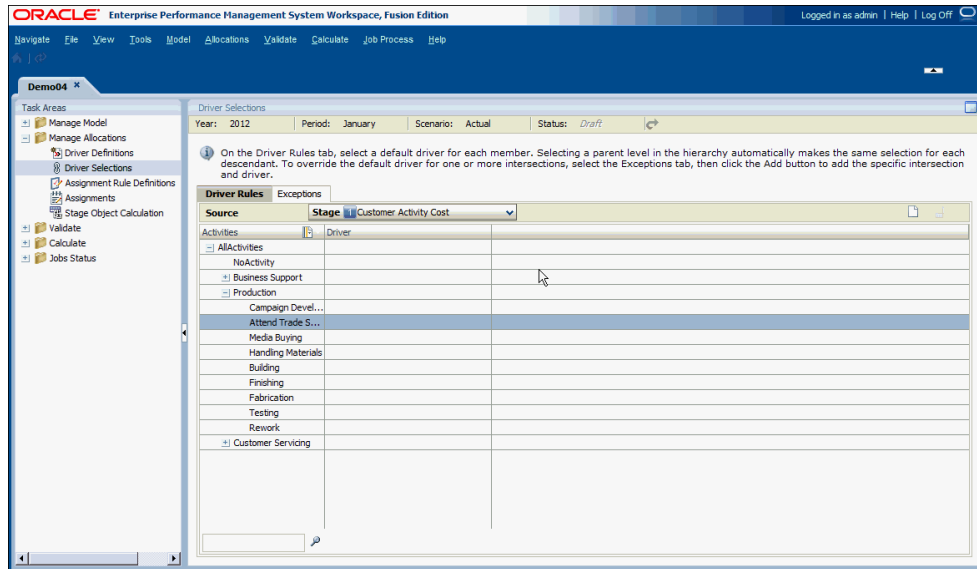 ORACLE Enterprise Performance Management System Workspace, Fusion Edition
Logged in as admin | Help | Log Off
Navigate File View Tools Model Allocations Validate Calculate Job Process Help
Demo04
Task Areas
Manage Model
Manage Allocations
Driver Definitions
Driver Selections
Assignment Rule Definitions
Assignments
Stage Object Calculation
Validate
Calculate
Jobs Status
Driver Selections
Year: 2012 Period: January Scenario: Actual Status: Draft
On the Driver Rules tab, select a default driver for each member. Selecting a parent level in the hierarchy automatically makes the same selection for each
descendant. To override the default driver for one or more intersections, select the Exceptions tab, then click the Add button to add the specific intersection
and driver.
Driver Rules Exceptions
Source Stage 1 Customer Activity Cost
Activities Driver
AllActivities
NoActivity
Business Support
Production
Campaign Devel...
Attend Trade S...
Media Buying
Handling Materials
Building
Finishing
Fabrication
Testing
Rework
Customer Servicing